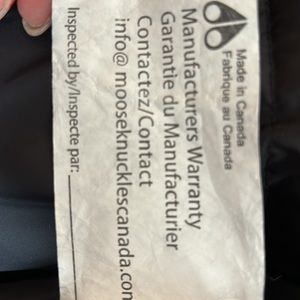 Made in Canada
Fabrique au Canada
Manufacturers Warranty
Garantie du Manufacturier
Contactez/Contact
info@ mooseknucklescanada.com
Inspected by/Inspecte par: